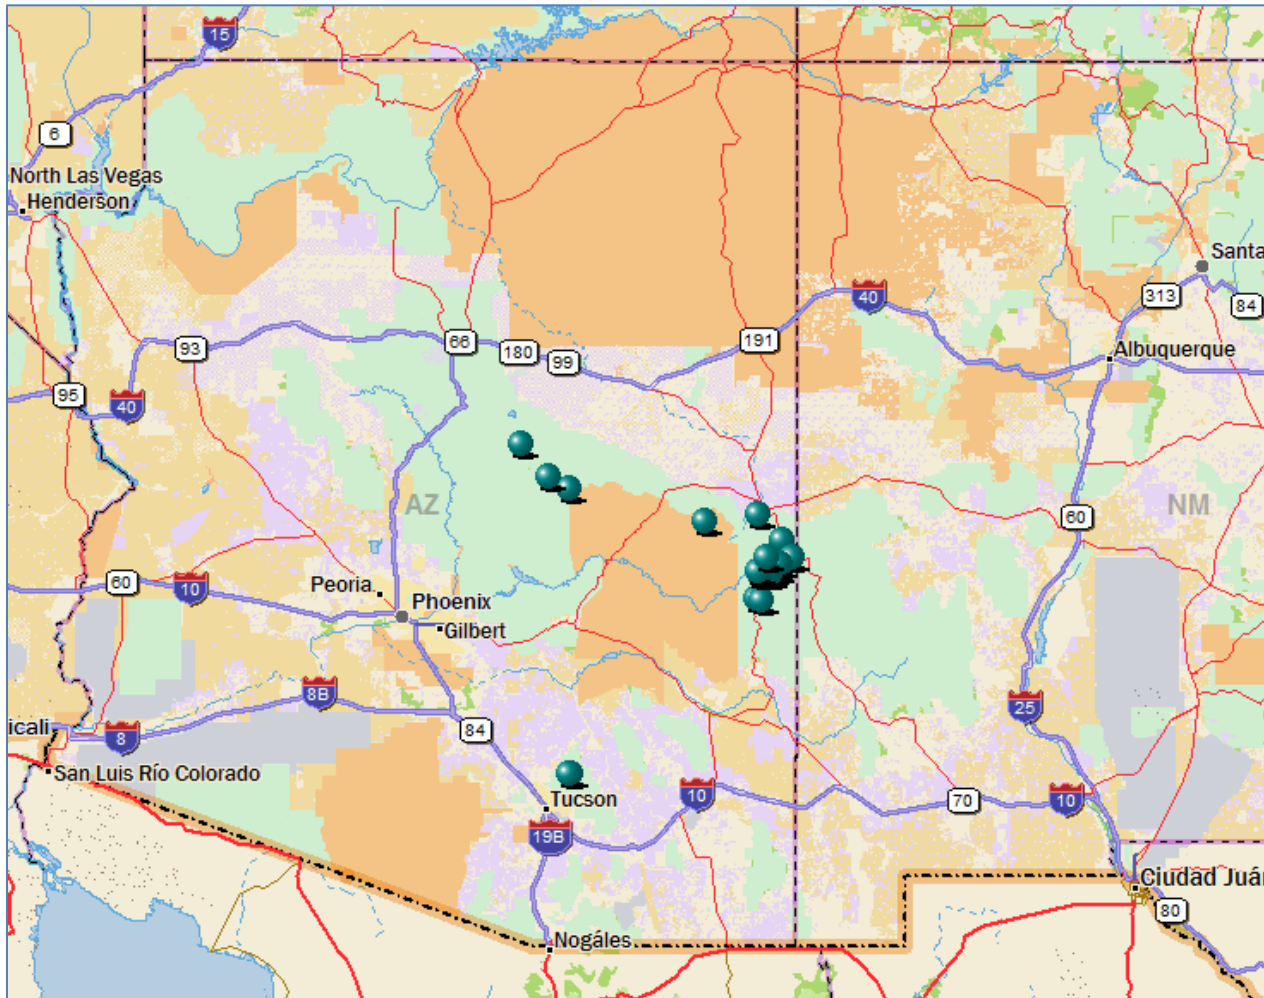 15
6
North Las Vegas
Henderson
Santa
40
313
84
93
66
180
99
191
Albuquerque
95
40
AZ
NM
60
60
10
Peoria
Phoenix
Gilbert
8B
25
icali
8
84
San Luis Río Colorado
10
70
10
Tucson
19B
Ciudad Juár
80
Nogáles